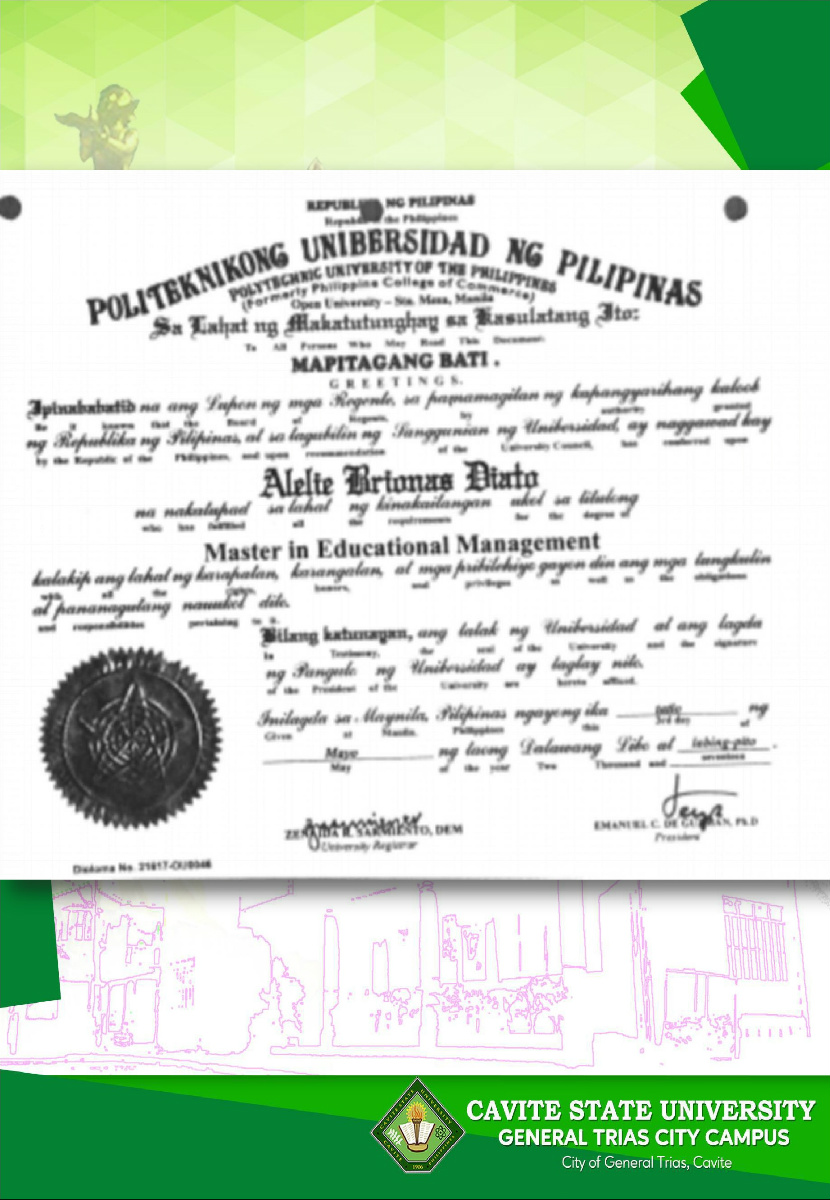 REPUBLIKA NG PILIPINAS
Republic of the Philippines
POLITEKNIKONG UNIBERSIDAD NG PILIPINAS
POLYTECHNIC UNIVERSITY OF THE PHILIPPINES
(Formerly Philippine College of Commerce)
Open University – Sta. Mesa, Manila
Sa Lahat ng Makatutunghay sa Kasulatang Ito:
To All Persons Who May Read This Document:
MAPITAGANG BATI .
GREETINGS.
Ipinababatid na ang Lupon ng mga Regente, sa pamamagitan ng kapangyarihang kaloob
Be it known that the Board of Regents, by authority granted
ng Republika ng Pilipinas, at sa tagubilin ng Sanggunian ng Unibersidad, ay naggawad kay
by the Republic of the Philippines, and upon recommendation of the University Council, has conferred upon
Alelie Brionas Diato
na nakatupad sa lahat ng kinakailangan ukol sa titulong
who has fulfilled all the requirements for the degree of
Master in Educational Management
kalakip ang lahat ng karapatan, karangalan, at mga pribilehiyo gayon din ang mga tungkulin
with all the honors, and privileges as well as the obligations
at pananagutang nauukol dito.
and responsibilities pertaining to it.
Bilang katunayan, ang tatak ng Unibersidad at ang lagda
In Testimony, the seal of the University and the signature
ng Pangulo ng Unibersidad ay taglay nito.
of the President of the University are hereto affixed.
Inilagda sa Maynila, Pilipinas ngayong ika ng
Given at Manila, Philippines this 3rd day of
Mayo ng taong Dalawang Libo at labing-pito .
May of the year Two Thousand and seventeen
ZENAIDA R. SARMIENTO, DEM
University Registrar
EMANUEL C. DE GUZMAN, Ph.D
President
Diploma No.
CAVITE STATE UNIVERSITY
GENERAL TRIAS CITY CAMPUS
City of General Trias, Cavite
1906